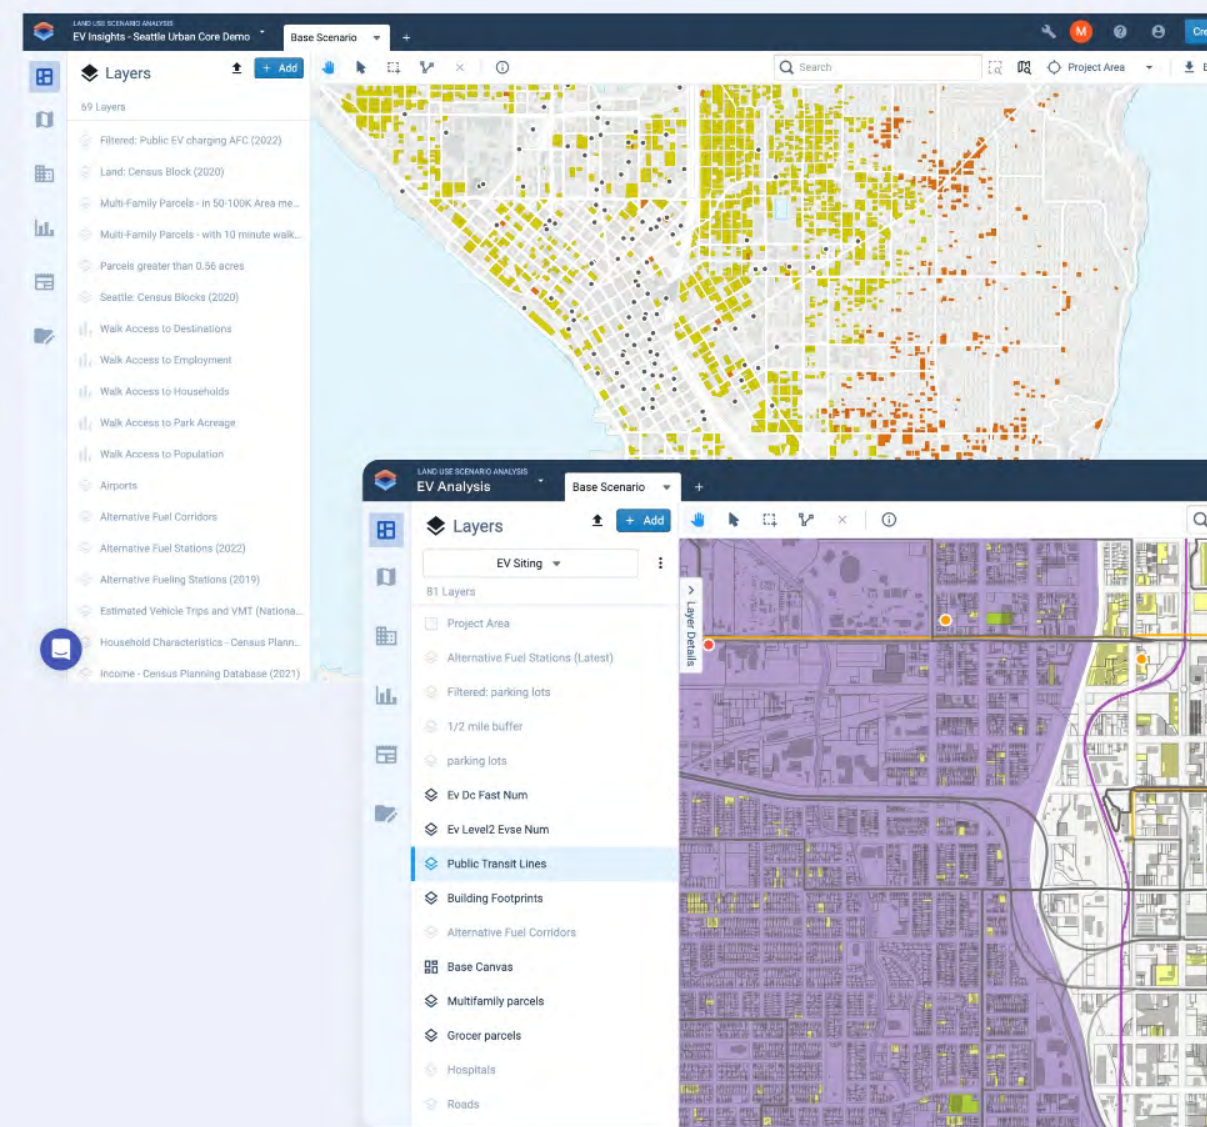 LAND USE SCENARIO ANALYSIS
EV Insights - Seattle Urban Core Demo
Base Scenario
+
M
Layers
+ Add
Search
Project Area
69 Layers
Filtered: Public EV charging AFC (2022)
Land: Census Block (2020)
Multi-Family Parcels - in 50-100K Area me...
Multi-Family Parcels - with 10 minute walk...
Parcels greater than 0.56 acres
Seattle: Census Blocks (2020)
Walk Access to Destinations
Walk Access to Employment
Walk Access to Households
Walk Access to Park Acreage
Walk Access to Population
Airports
Alternative Fuel Corridors
Alternative Fuel Stations (2022)
Alternative Fueling Stations (2019)
Estimated Vehicle Trips and VMT (Nationa...
Household Characteristics - Census Plann...
Income - Census Planning Database (2021)
LAND USE SCENARIO ANALYSIS
EV Analysis
Base Scenario
+
Layers
+ Add
EV Siting
81 Layers
Layer Details
Project Area
Alternative Fuel Stations (Latest)
Filtered: parking lots
1/2 mile buffer
parking lots
Ev Dc Fast Num
Ev Level2 Evse Num
Public Transit Lines
Building Footprints
Alternative Fuel Corridors
Base Canvas
Multifamily parcels
Grocer parcels
Hospitals
Roads